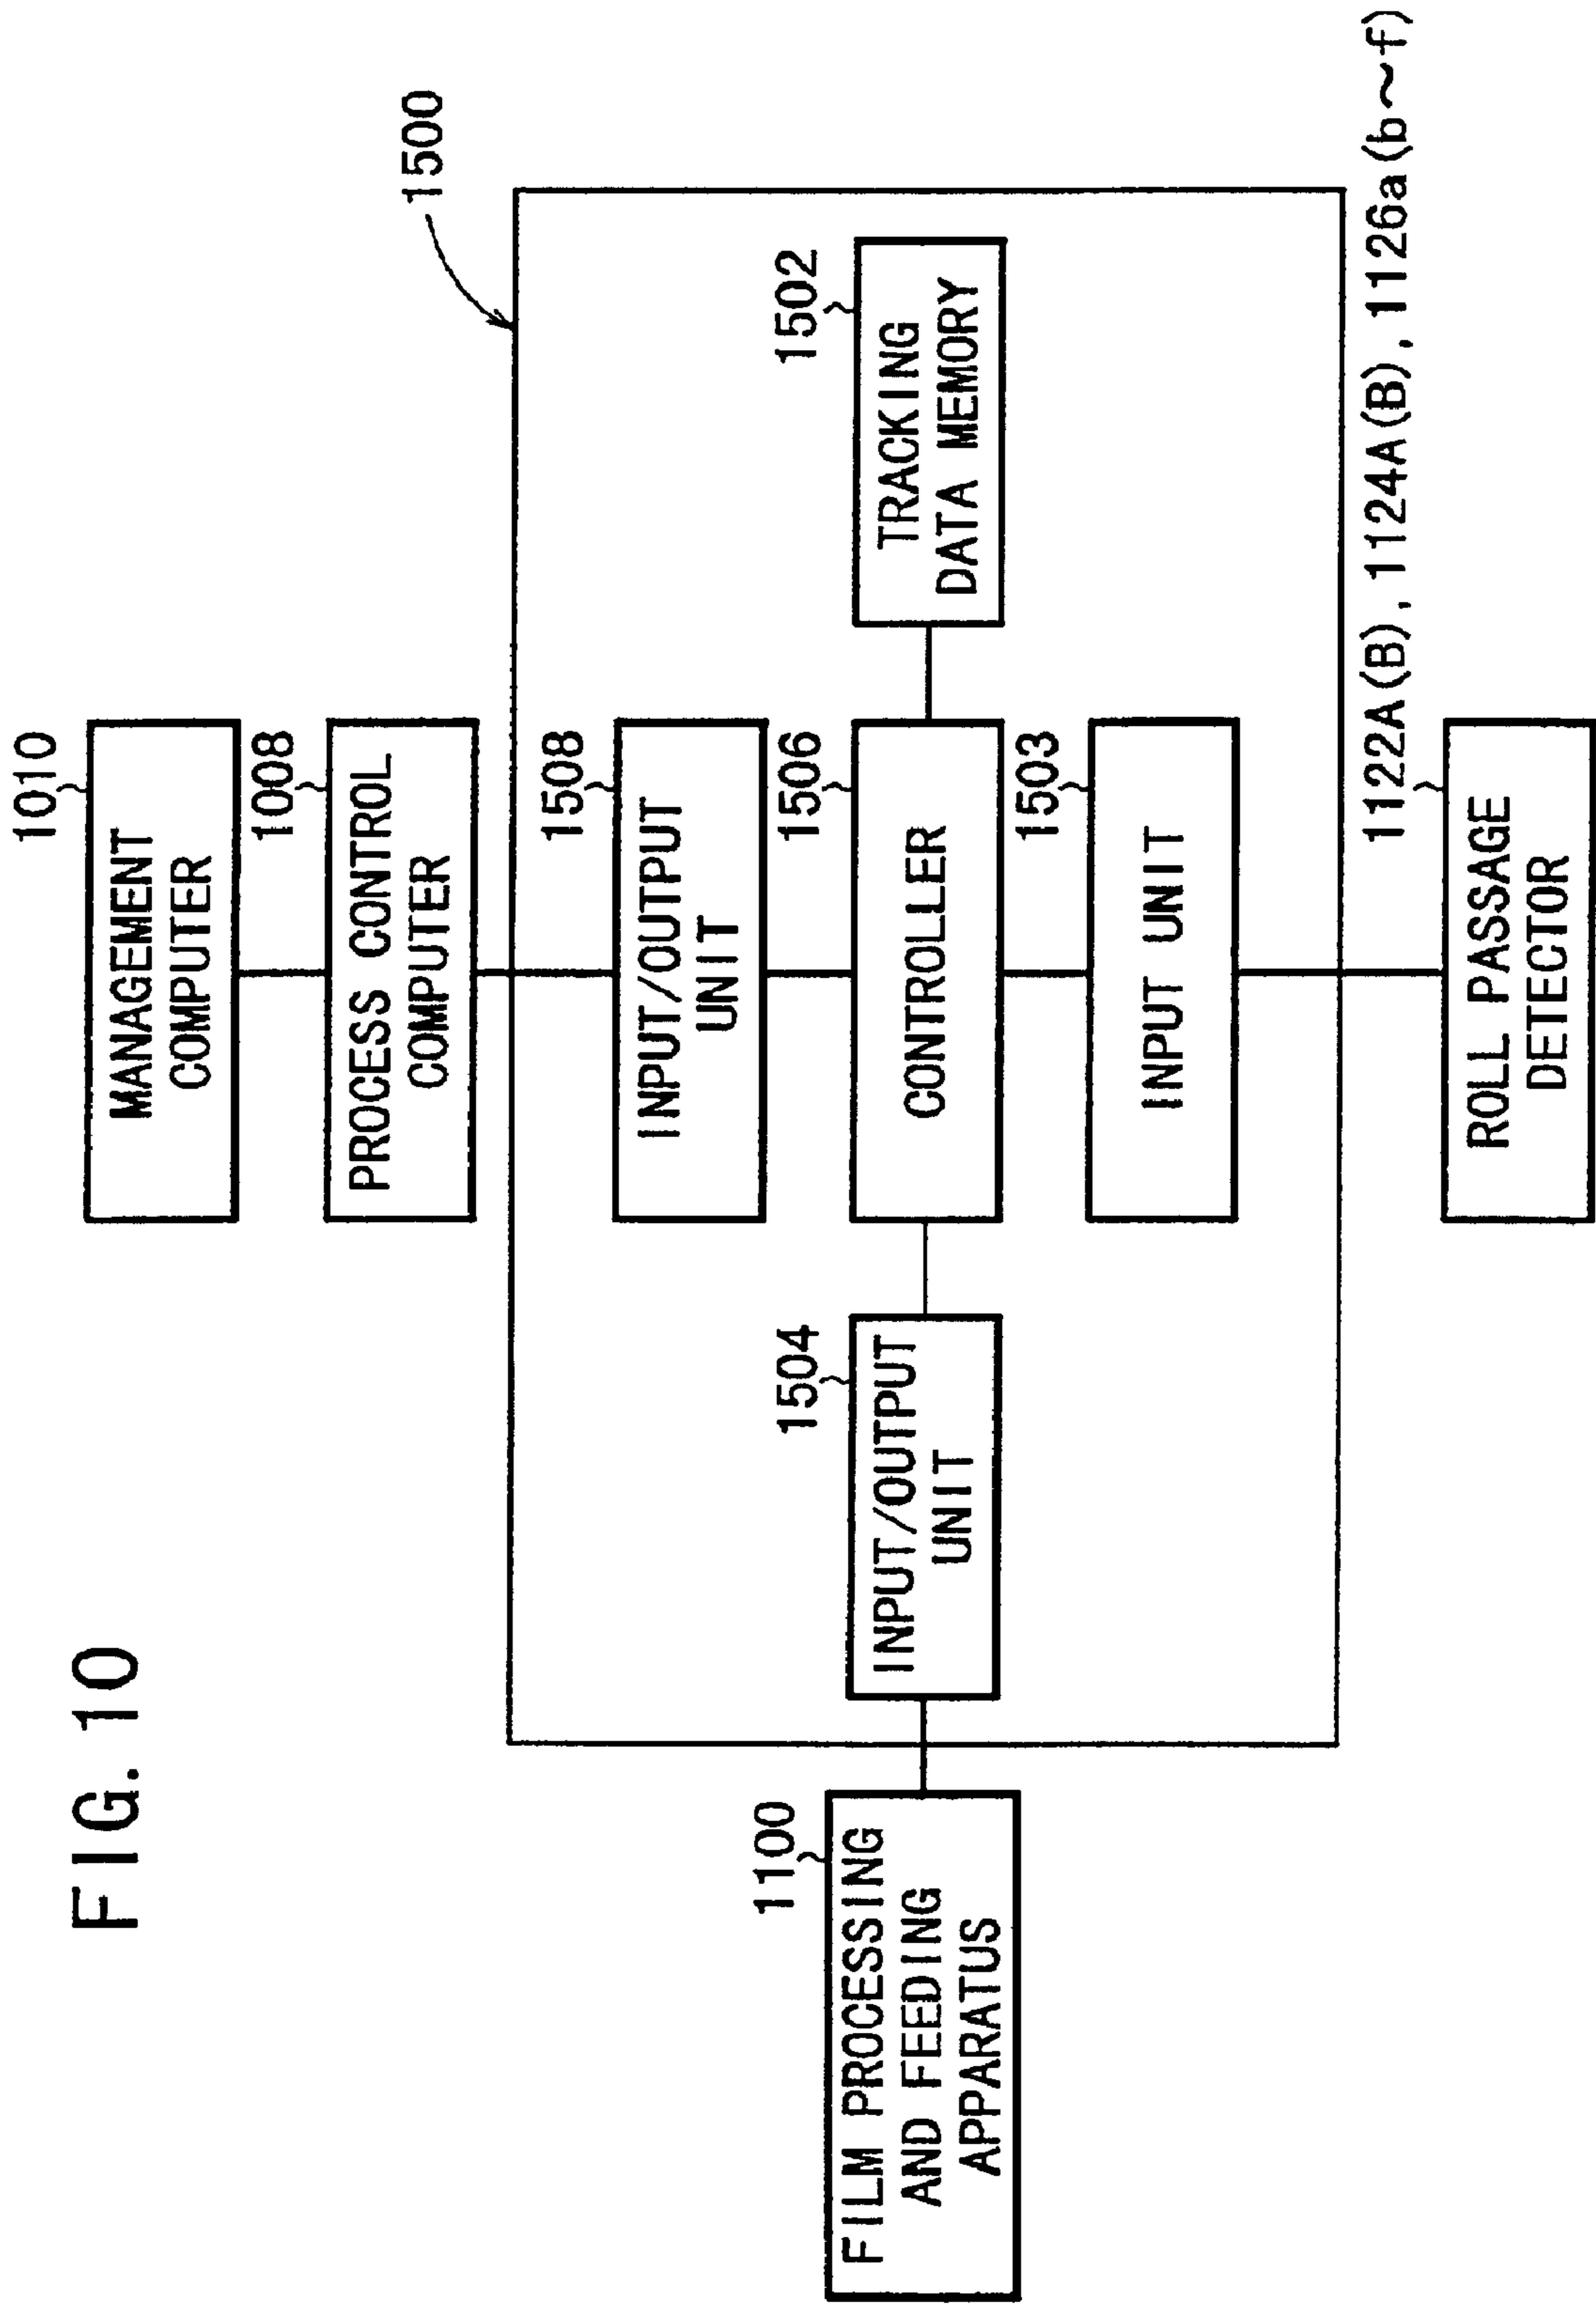 FIG. 10
1010
MANAGEMENT
COMPUTER
1008
PROCESS CONTROL
COMPUTER
1500
1508
INPUT/OUTPUT
UNIT
1100
FILM PROCESSING
AND FEEDING
APPARATUS
1504
INPUT/OUTPUT
UNIT
1506
CONTROLLER
1502
TRACKING
DATA MEMORY
1503
INPUT UNIT
1122A(B), 1124A(B), 1126a(b~f)
ROLL PASSAGE
DETECTOR